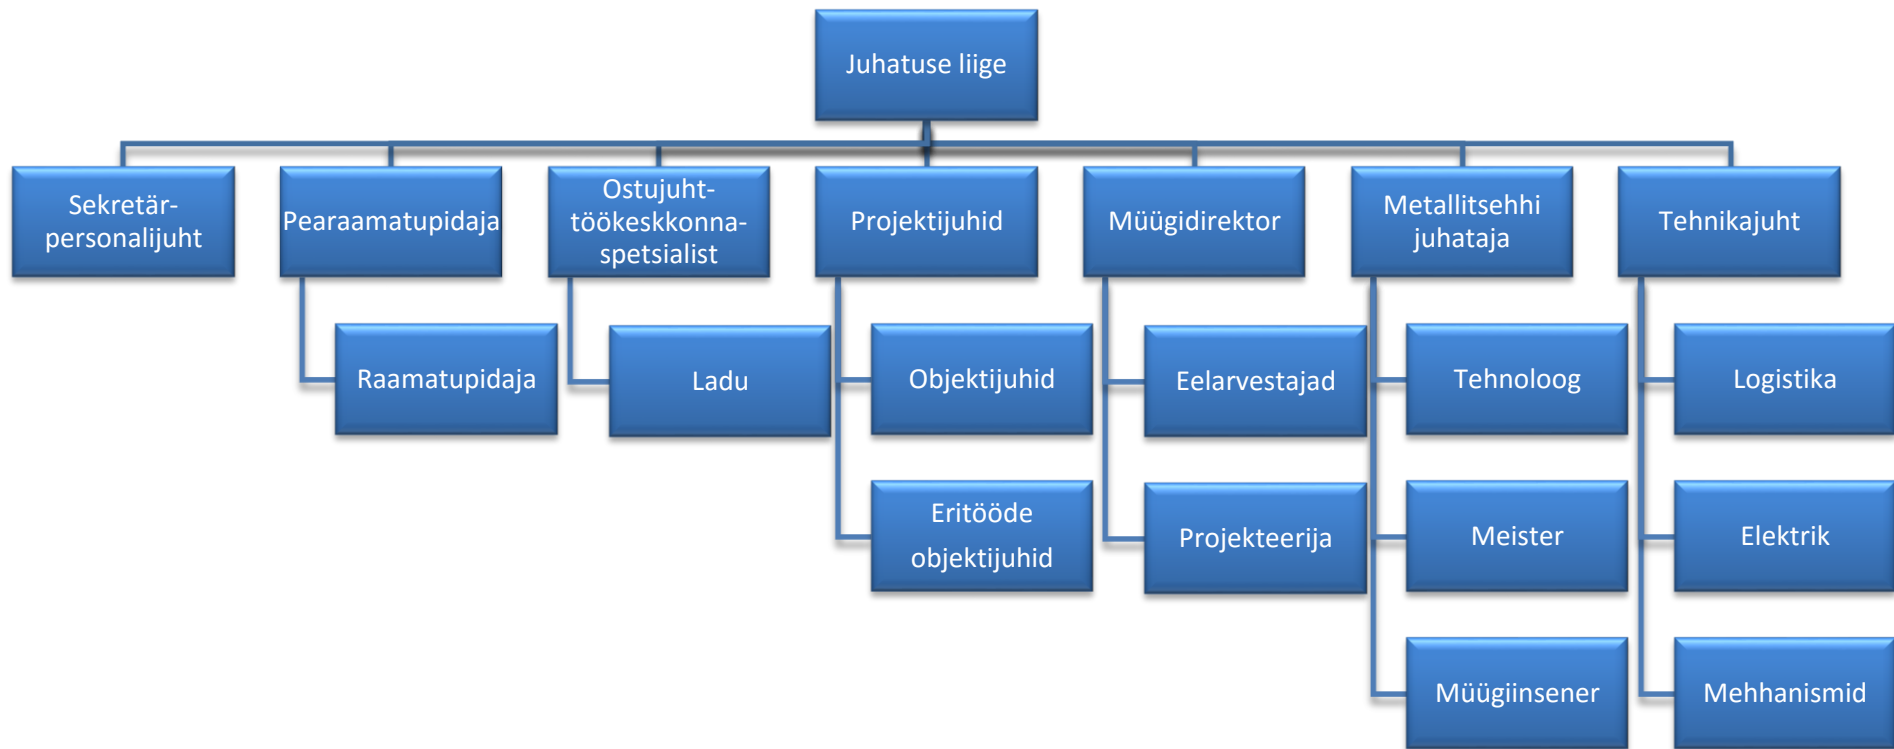 Juhatuse liige
Sekretär-
personalijuht
Pearaamatupidaja
Ostujuht-
töökeskkonna-
spetsialist
Projektijuhid
Müügidirektor
Metallitsehhi
juhataja
Tehnikajuht
Raamatupidaja
Ladu
Objektijuhid
Eelarvestajad
Tehnoloog
Logistika
Eritööde
objektijuhid
Projekteerija
Meister
Elektrik
Müügiinsener
Mehhanismid